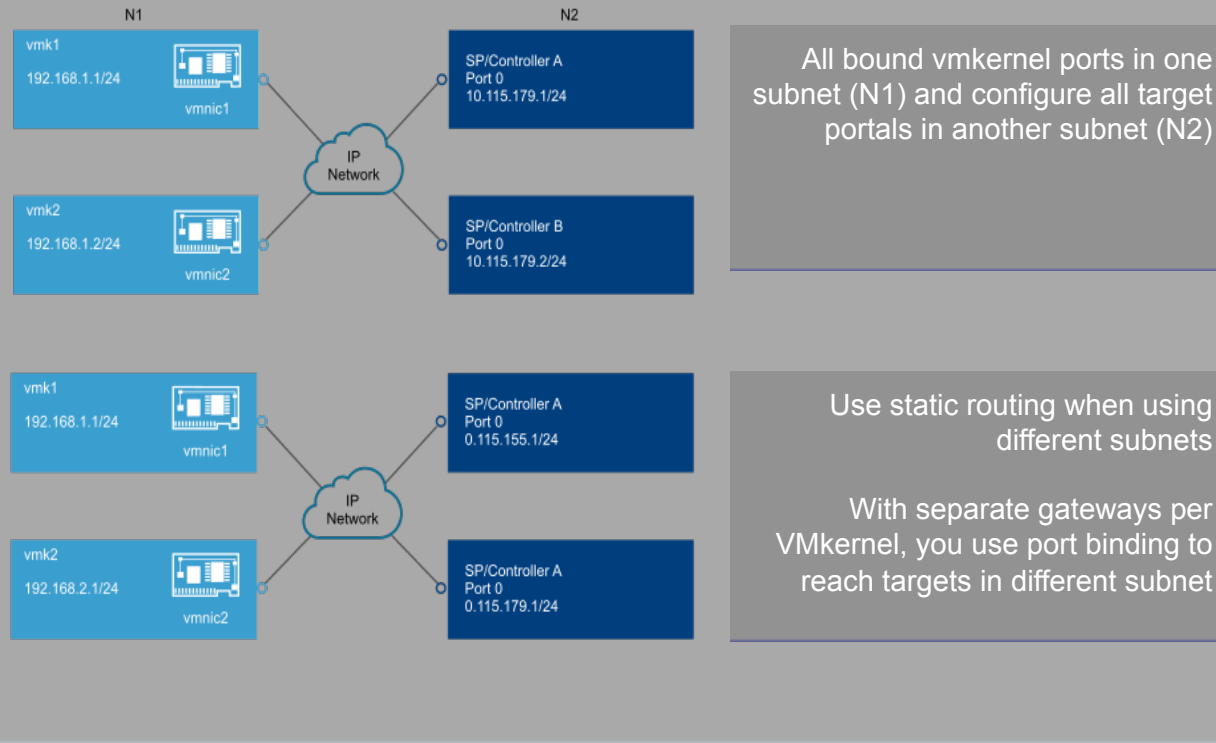 N1
N2
vmk1
192.168.1.1/24
vmnic1
SP/Controller A
Port 0
10.115.179.1/24
IP
Network
vmk2
192.168.1.2/24
vmnic2
SP/Controller B
Port 0
10.115.179.2/24
All bound vmkernel ports in one
subnet (N1) and configure all target
portals in another subnet (N2)
vmk1
192.168.1.1/24
vmnic1
SP/Controller A
Port 0
0.115.155.1/24
IP
Network
vmk2
192.168.2.1/24
vmnic2
SP/Controller A
Port 0
0.115.179.1/24
Use static routing when using
different subnets
With separate gateways per
VMkernel, you use port binding to
reach targets in different subnet